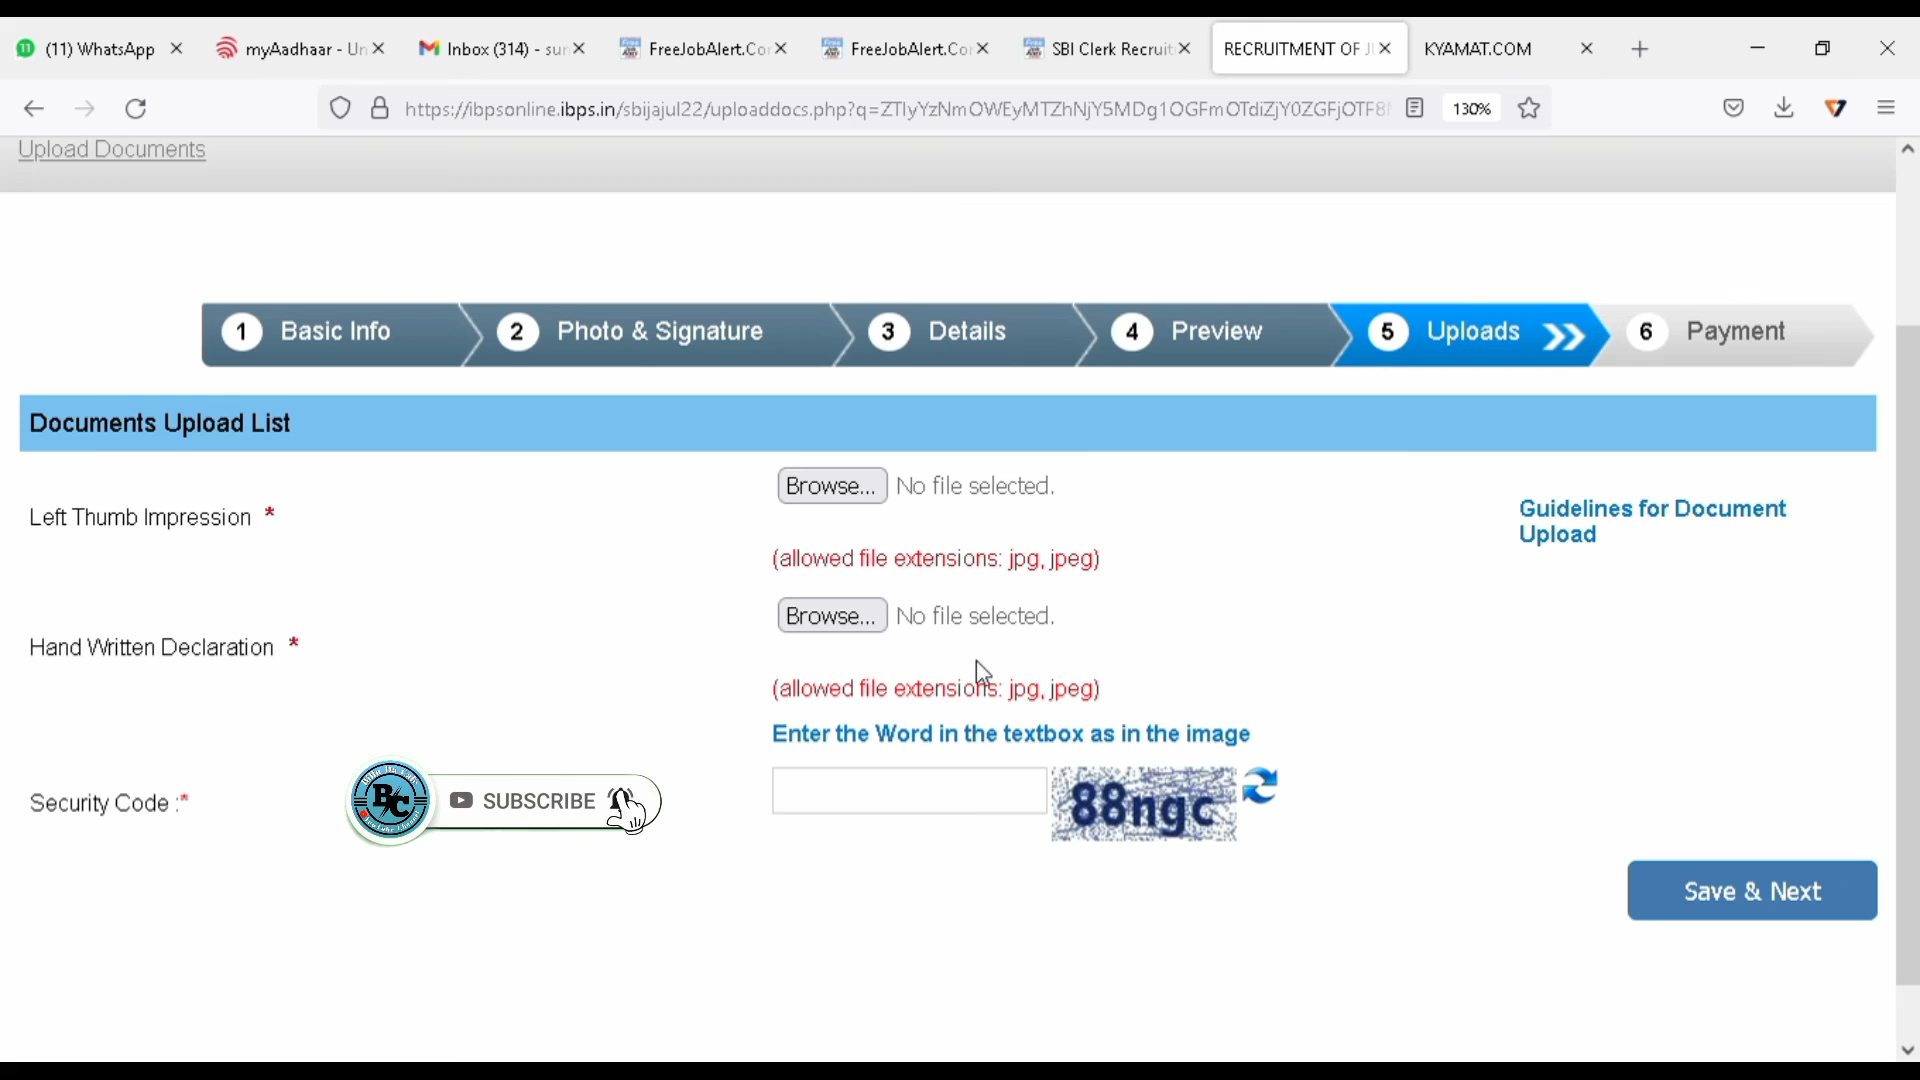 (11) WhatsApp
myAadhaar - Un
Inbox (314) - sur
FreeJobAlert.Co
FreeJobAlert.Co
SBI Clerk Recruit
RECRUITMENT OF J
KYAMAT.COM
https://ibpsonline.ibps.in/sbijajul22/uploaddocs.php?q=ZTIyYzNmOWEyMTZhNjY5MDg1OGFmOTdiZjY0ZGFjOTF8
130%
Upload Documents
1 Basic Info
2 Photo & Signature
3 Details
4 Preview
5 Uploads
6 Payment
Documents Upload List
Left Thumb Impression *
Browse... No file selected.
(allowed file extensions: jpg, jpeg)
Guidelines for Document
Upload
Hand Written Declaration *
Browse... No file selected.
(allowed file extensions: jpg, jpeg)
Enter the Word in the textbox as in the image
Security Code :*
BC
SUBSCRIBE
88ngc
Save & Next